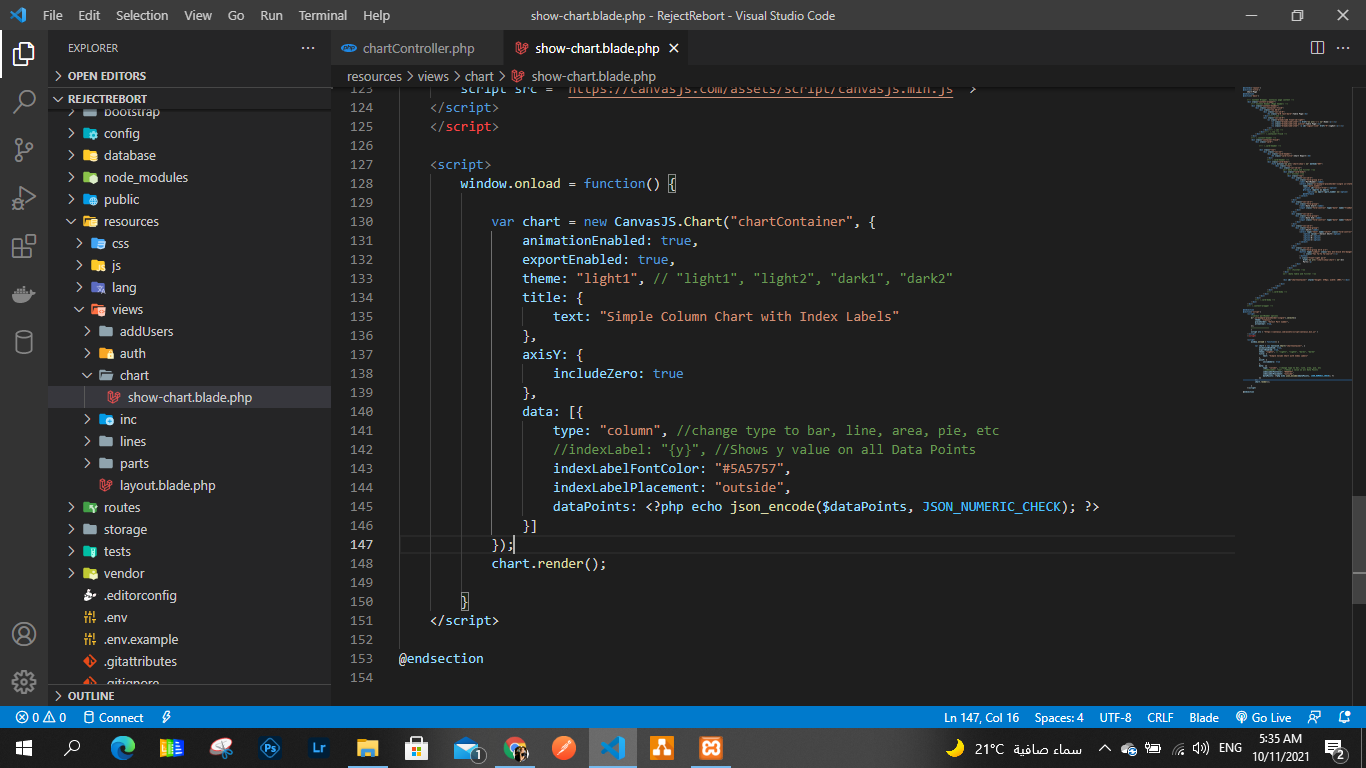 File Edit Selection View Go Run Terminal Help
show-chart.blade.php - RejectRebort - Visual Studio Code
EXPLORER
OPEN EDITORS
REJECTREBORT
bootstrap
config
database
node_modules
public
resources
css
js
lang
views
addUsers
auth
chart
show-chart.blade.php
inc
lines
parts
layout.blade.php
routes
storage
tests
vendor
.editorconfig
.env
.env.example
.gitattributes
.gitignore
OUTLINE
chartController.php
show-chart.blade.php
resources > views > chart > show-chart.blade.php
123 script src = "https://canvasjs.com/assets/script/canvasjs.min.js" >
124 </script>
125 </script>
126
127 <script>
128 window.onload = function() {
129
130 var chart = new CanvasJS.Chart("chartContainer", {
131 animationEnabled: true,
132 exportEnabled: true,
133 theme: "light1", // "light1", "light2", "dark1", "dark2"
134 title: {
135 text: "Simple Column Chart with Index Labels"
136 },
137 axisY: {
138 includeZero: true
139 },
140 data: [{
141 type: "column", //change type to bar, line, area, pie, etc
142 //indexLabel: "{y}", //Shows y value on all Data Points
143 indexLabelFontColor: "#5A5757",
144 indexLabelPlacement: "outside",
145 dataPoints: <?php echo json_encode($dataPoints, JSON_NUMERIC_CHECK); ?>
146 }]
147 });
148 chart.render();
149
150 }
151 </script>
152
153 @endsection
154
0 0 Connect
Ln 147, Col 16 Spaces: 4 UTF-8 CRLF Blade Go Live
Ps
Lr
1
21°C سماء صافية
ENG
5:35 AM
10/11/2021
2